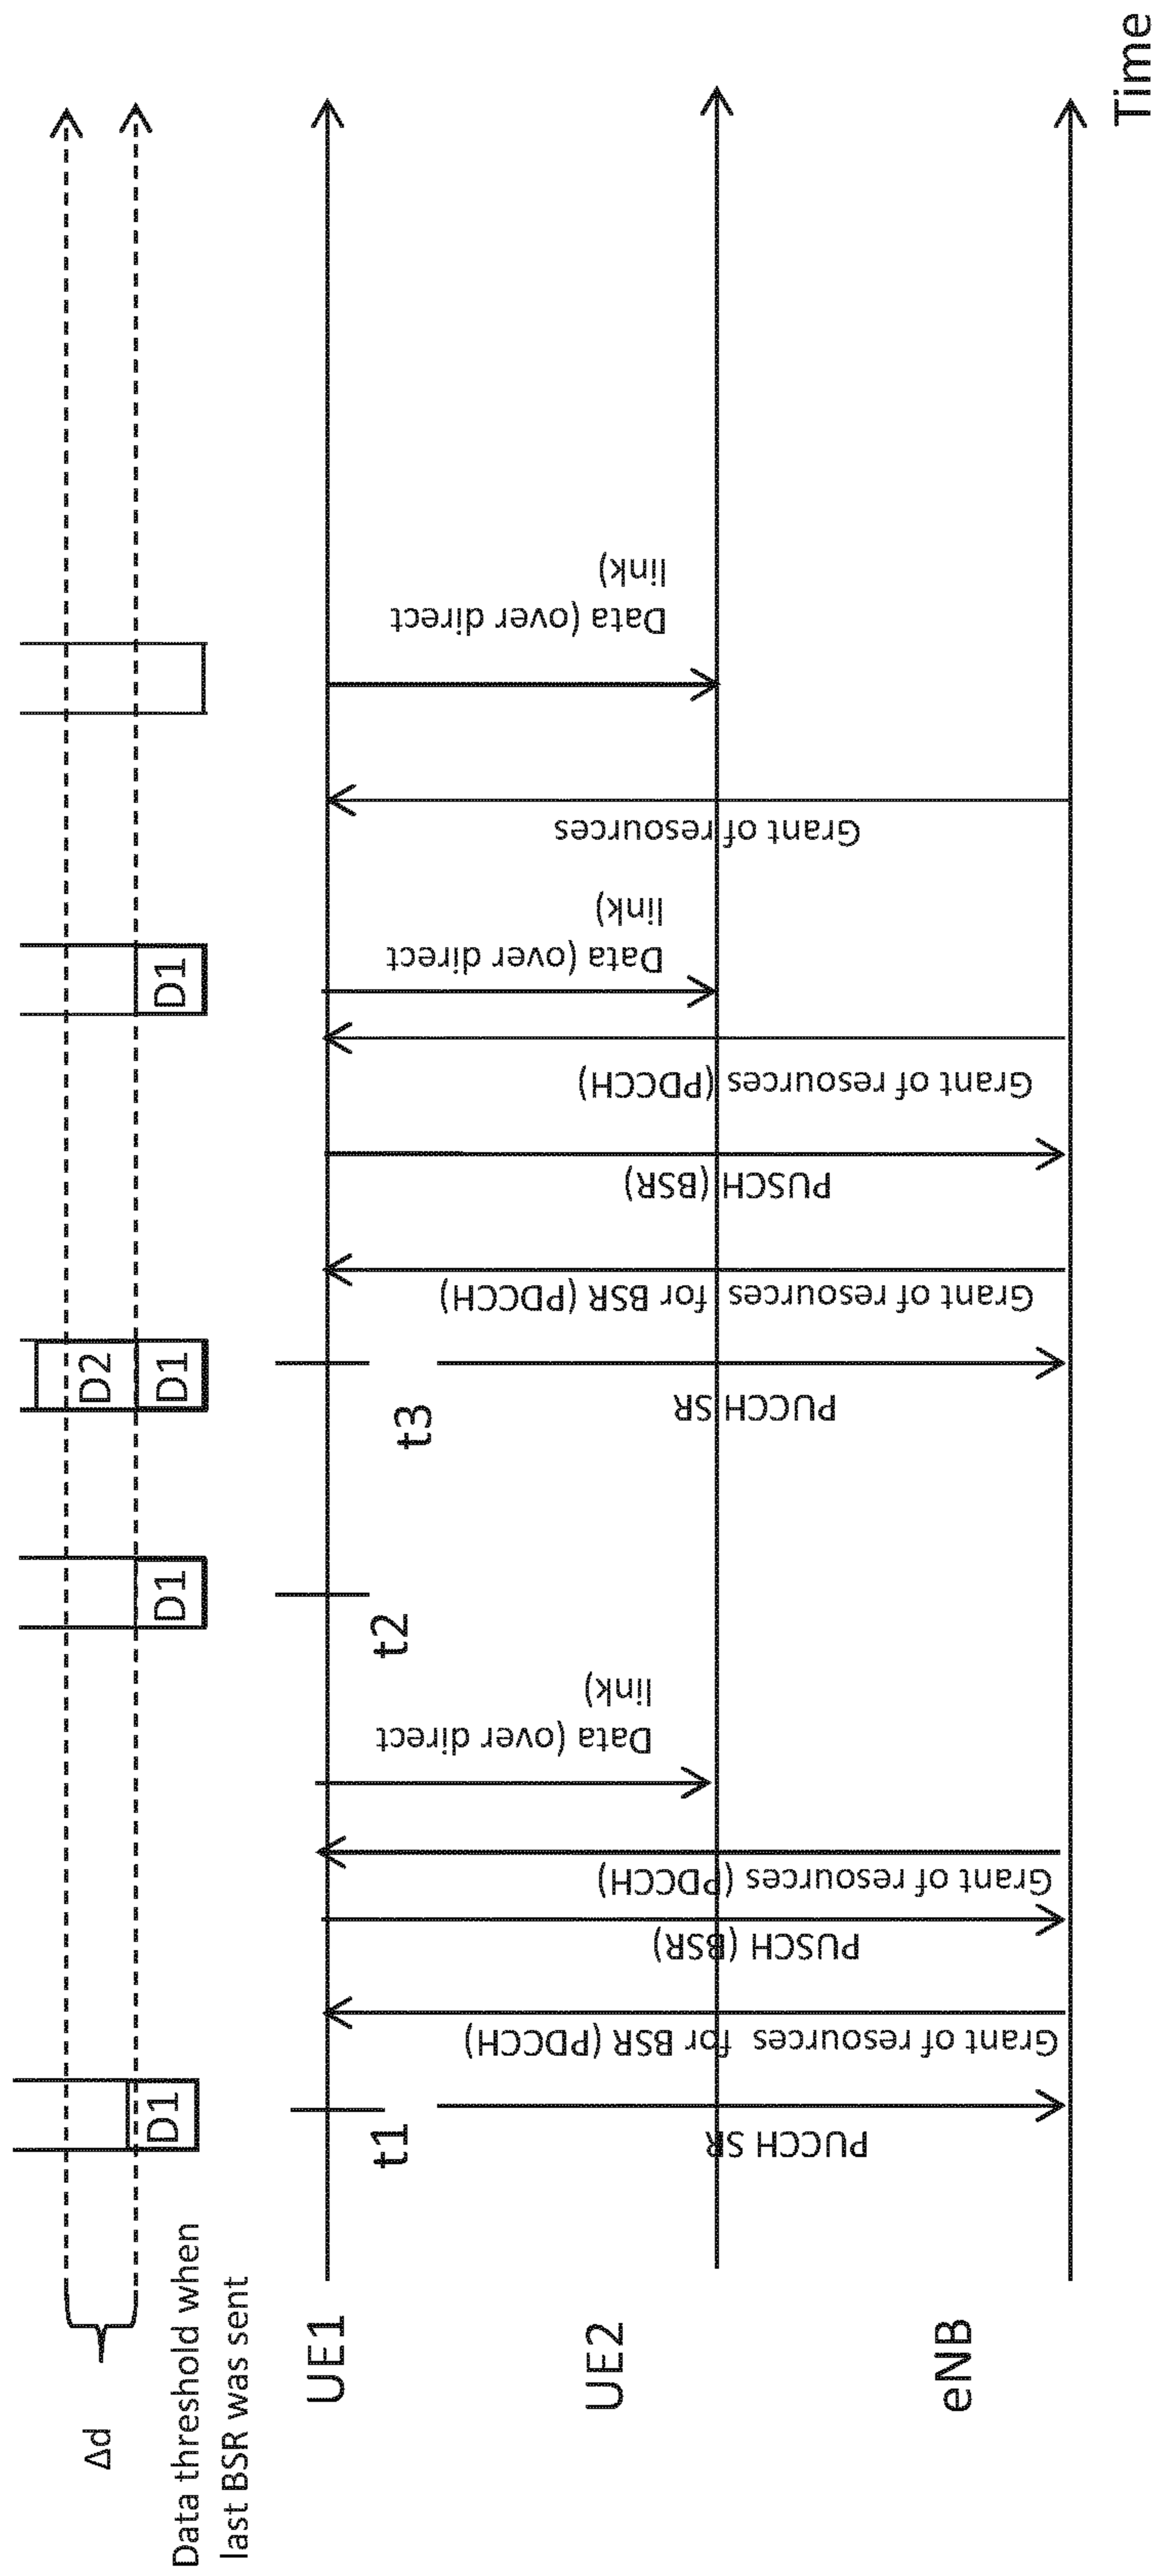 Δd
Data threshold when
last BSR was sent
D1
D1
D2
D1
D1
UE1
t1
t2
t3
UE2
eNB
PUCCH SR
Grant of resources for BSR (PDCCH)
PUSCH (BSR)
Grant of resources (PDCCH)
Data (over direct
link)
PUCCH SR
Grant of resources for BSR (PDCCH)
PUSCH (BSR)
Grant of resources (PDCCH)
Data (over direct
link)
Grant of resources
Data (over direct
link)
Time